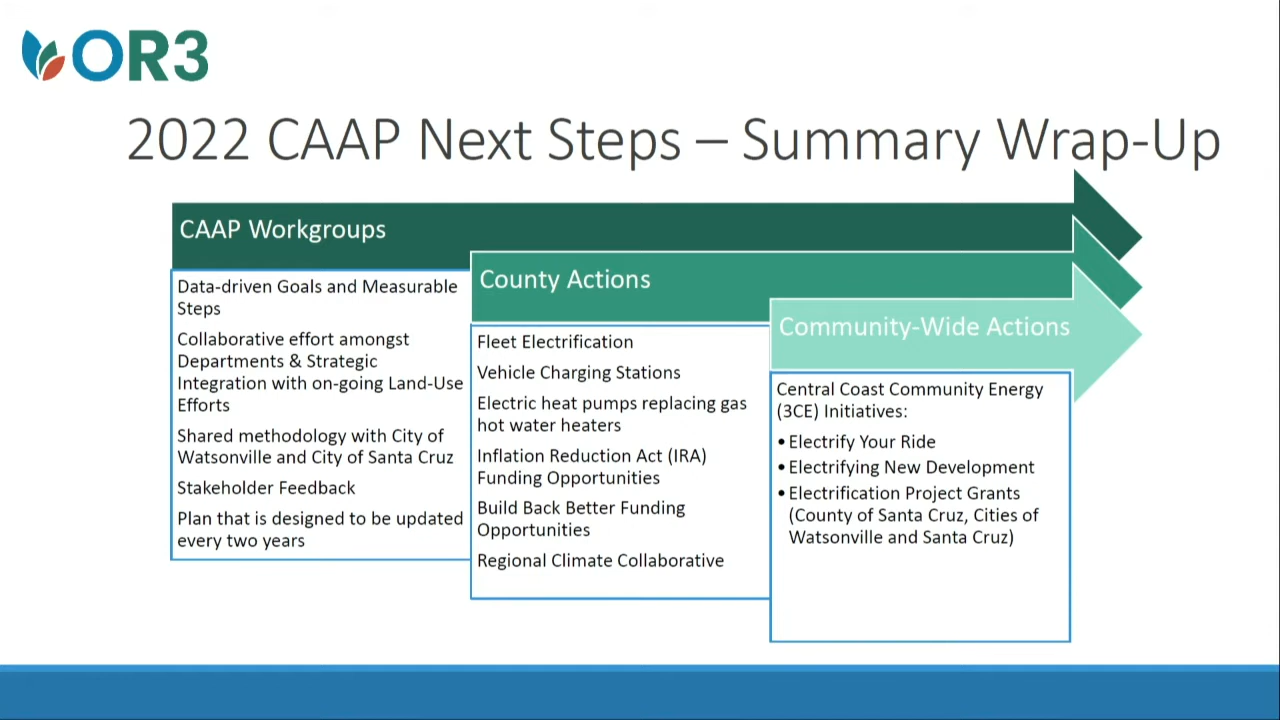 OR3
2022 CAAP Next Steps – Summary Wrap-Up
CAAP Workgroups
Data-driven Goals and Measurable
Steps
Collaborative effort amongst
Departments & Strategic
Integration with on-going Land-Use
Efforts
Shared methodology with City of
Watsonville and City of Santa Cruz
Stakeholder Feedback
Plan that is designed to be updated
every two years
County Actions
Fleet Electrification
Vehicle Charging Stations
Electric heat pumps replacing gas
hot water heaters
Inflation Reduction Act (IRA)
Funding Opportunities
Build Back Better Funding
Opportunities
Regional Climate Collaborative
Community-Wide Actions
Central Coast Community Energy
(3CE) Initiatives:
• Electrify Your Ride
• Electrifying New Development
• Electrification Project Grants
(County of Santa Cruz, Cities of
Watsonville and Santa Cruz)